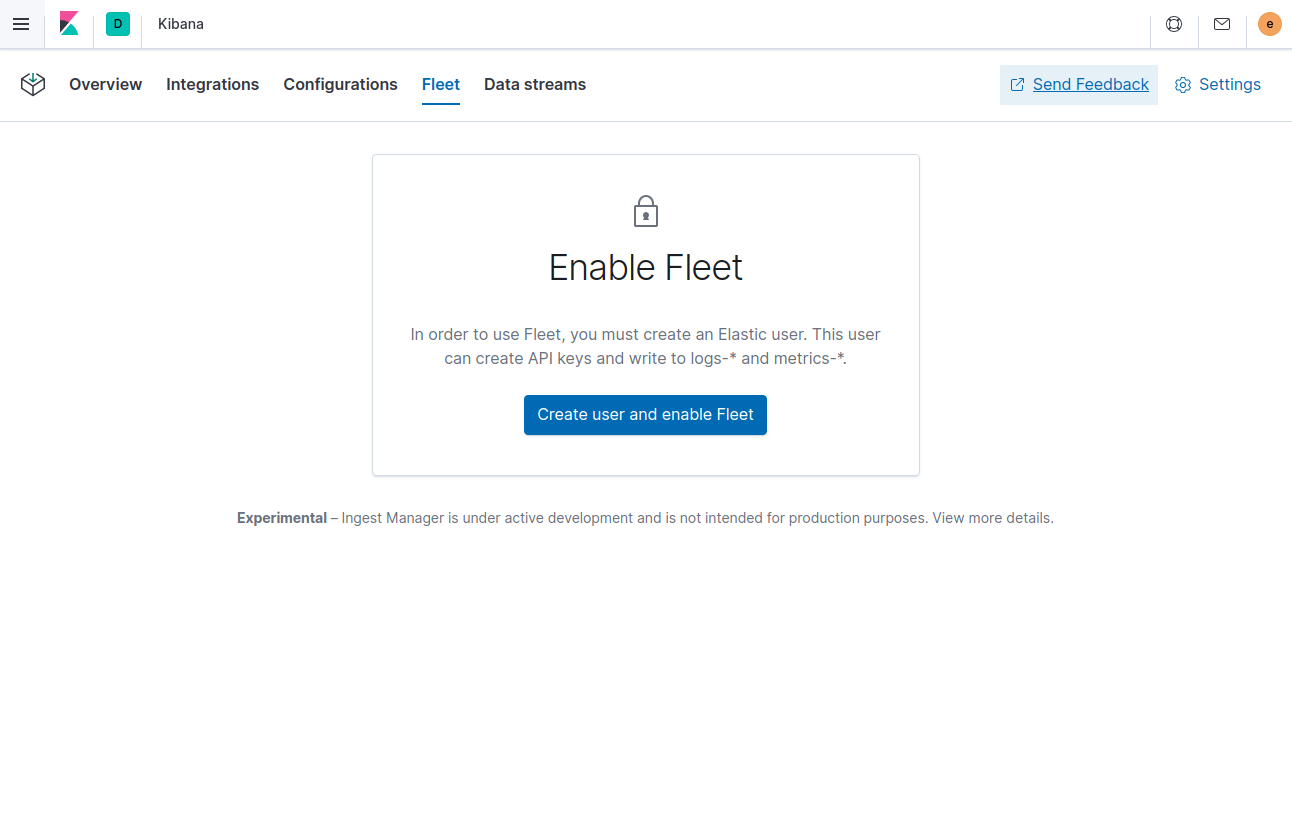 D Kibana e
Overview Integrations Configurations Fleet Data streams Send Feedback Settings
Enable Fleet
In order to use Fleet, you must create an Elastic user. This user
can create API keys and write to logs-* and metrics-*.
Create user and enable Fleet
Experimental – Ingest Manager is under active development and is not intended for production purposes. View more details.